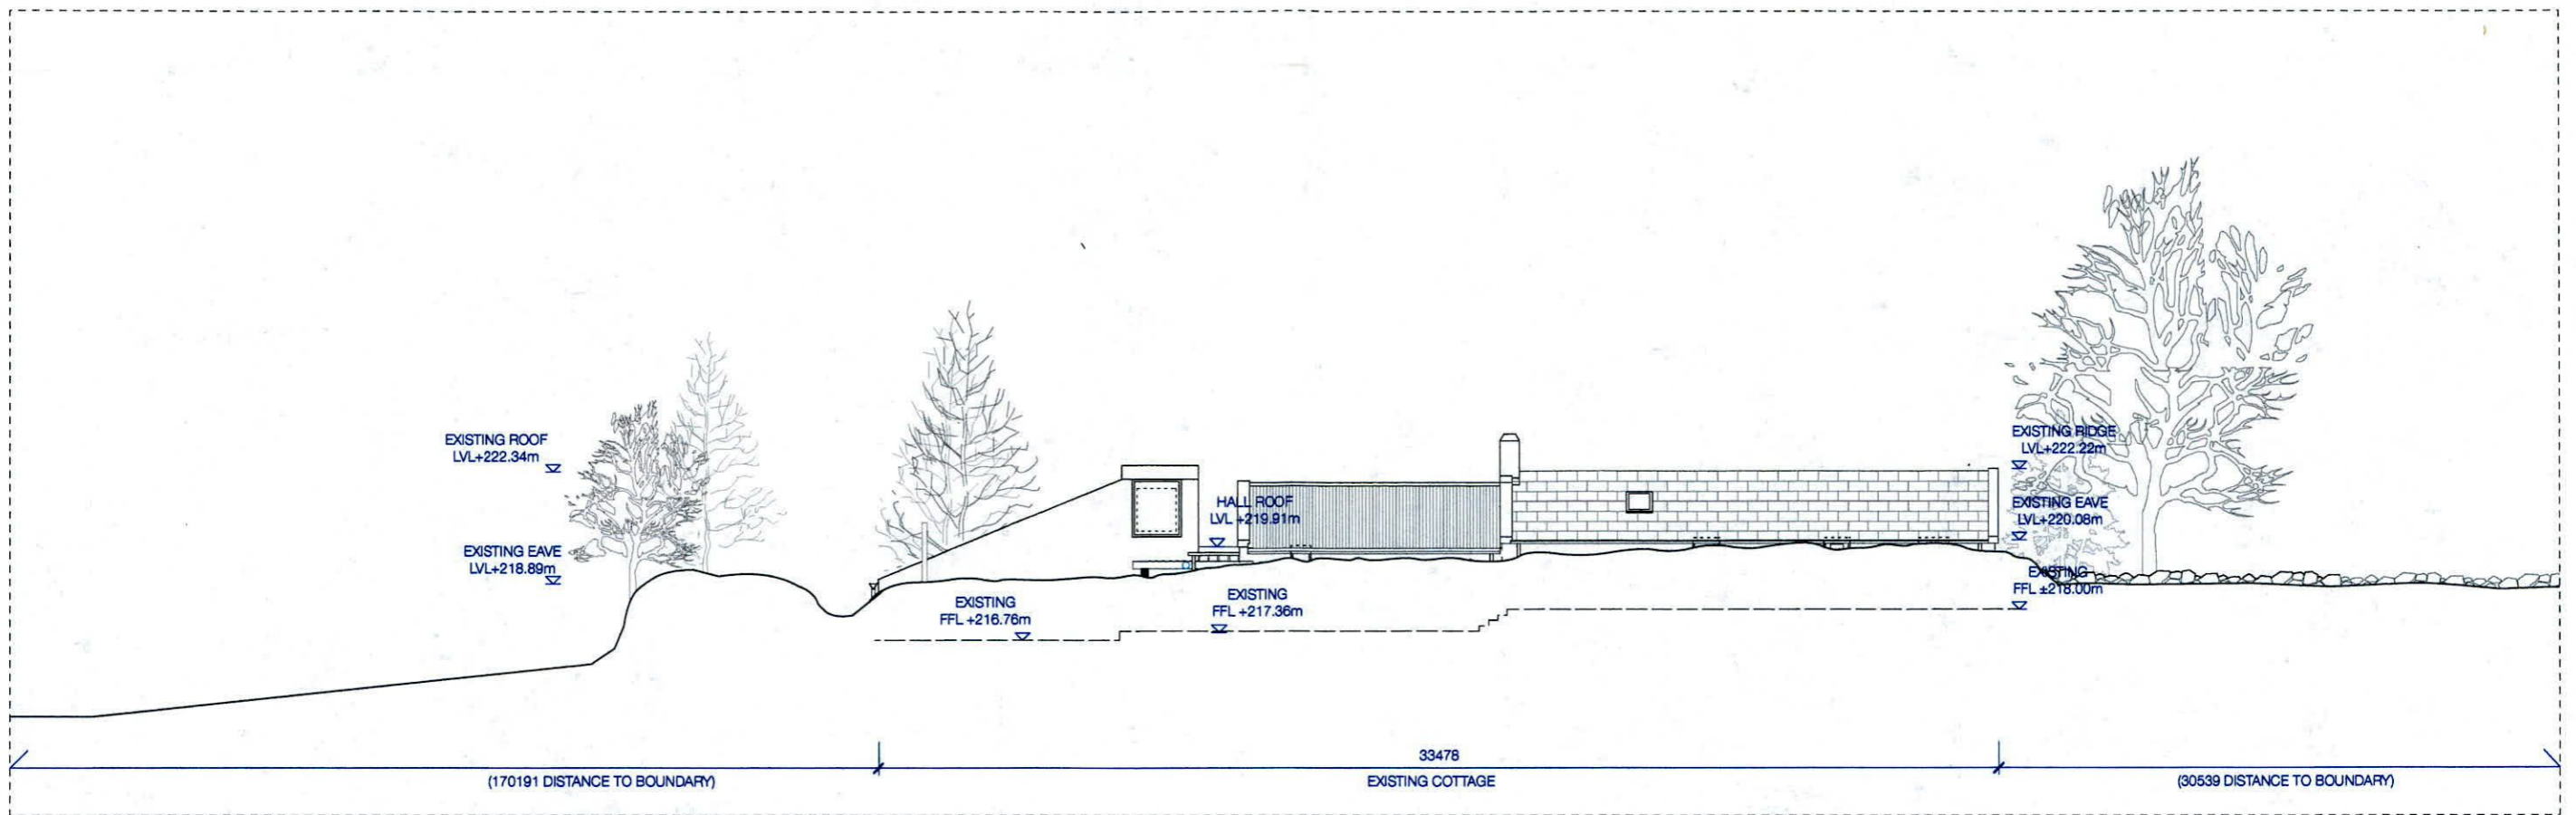 EXISTING ROOF
LVL+222.34m
EXISTING EAVE
LVL+218.89m
EXISTING
FFL +216.76m
HALL ROOF
LVL +219.91m
EXISTING
FFL +217.36m
EXISTING RIDGE
LVL+222.22m
EXISTING EAVE
LVL+220.08m
EXISTING
FFL ±218.00m
33478
(170191 DISTANCE TO BOUNDARY)
EXISTING COTTAGE
(30539 DISTANCE TO BOUNDARY)